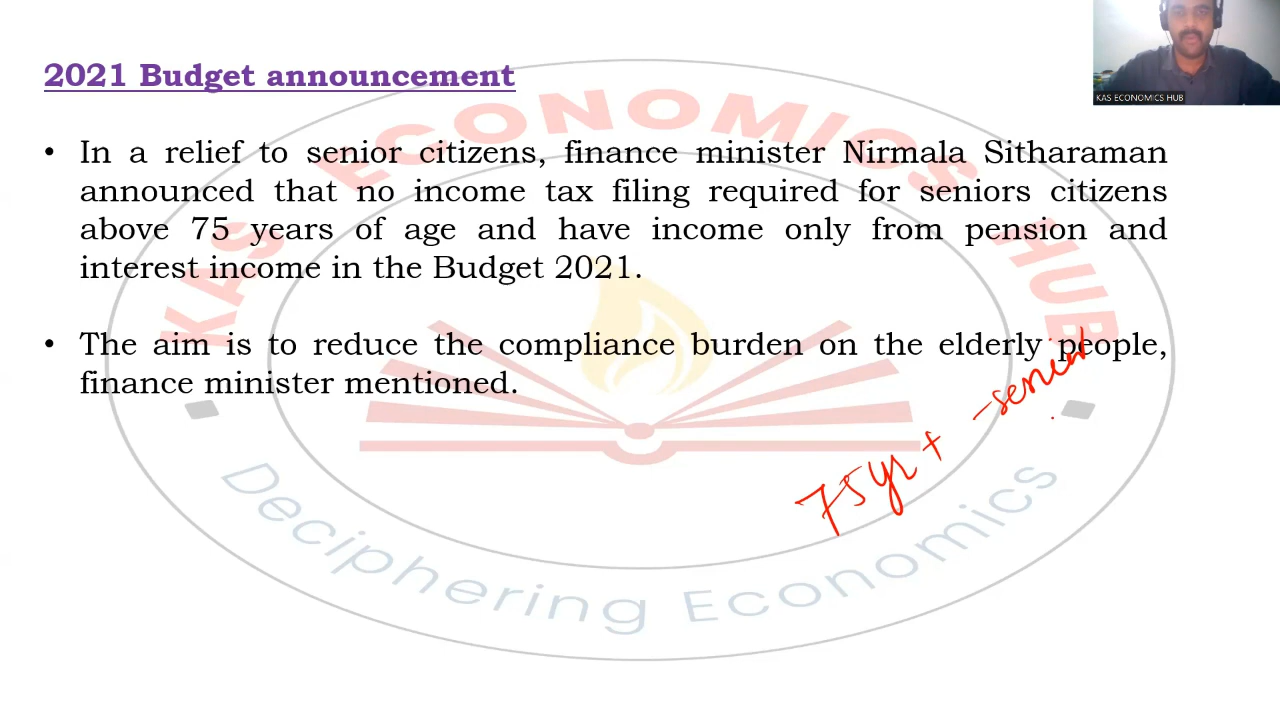 2021 Budget announcement
• In a relief to senior citizens, finance minister Nirmala Sitharaman
announced that no income tax filing required for seniors citizens
above 75 years of age and have income only from pension and
interest income in the Budget 2021.
• The aim is to reduce the compliance burden on the elderly people,
finance minister mentioned.
75yr + - senior
KAS ECONOMICS HUB
Deciphering Economics
KAS ECONOMICS HUB